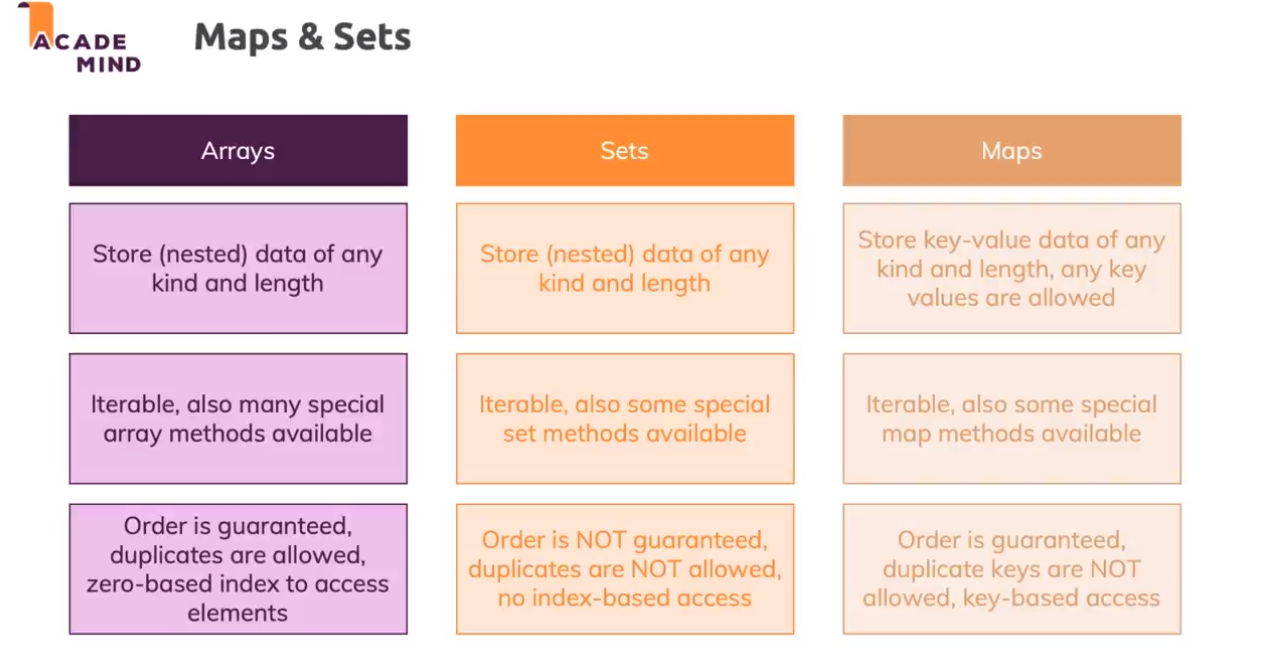 ACADE
MIND
Maps & Sets
Arrays
Sets
Maps
Store (nested) data of any
kind and length
Store (nested) data of any
kind and length
Store key-value data of any
kind and length, any key
values are allowed
Iterable, also many special
array methods available
Iterable, also some special
set methods available
Iterable, also some special
map methods available
Order is guaranteed,
duplicates are allowed,
zero-based index to access
elements
Order is NOT guaranteed,
duplicates are NOT allowed,
no index-based access
Order is guaranteed,
duplicate keys are NOT
allowed, key-based access